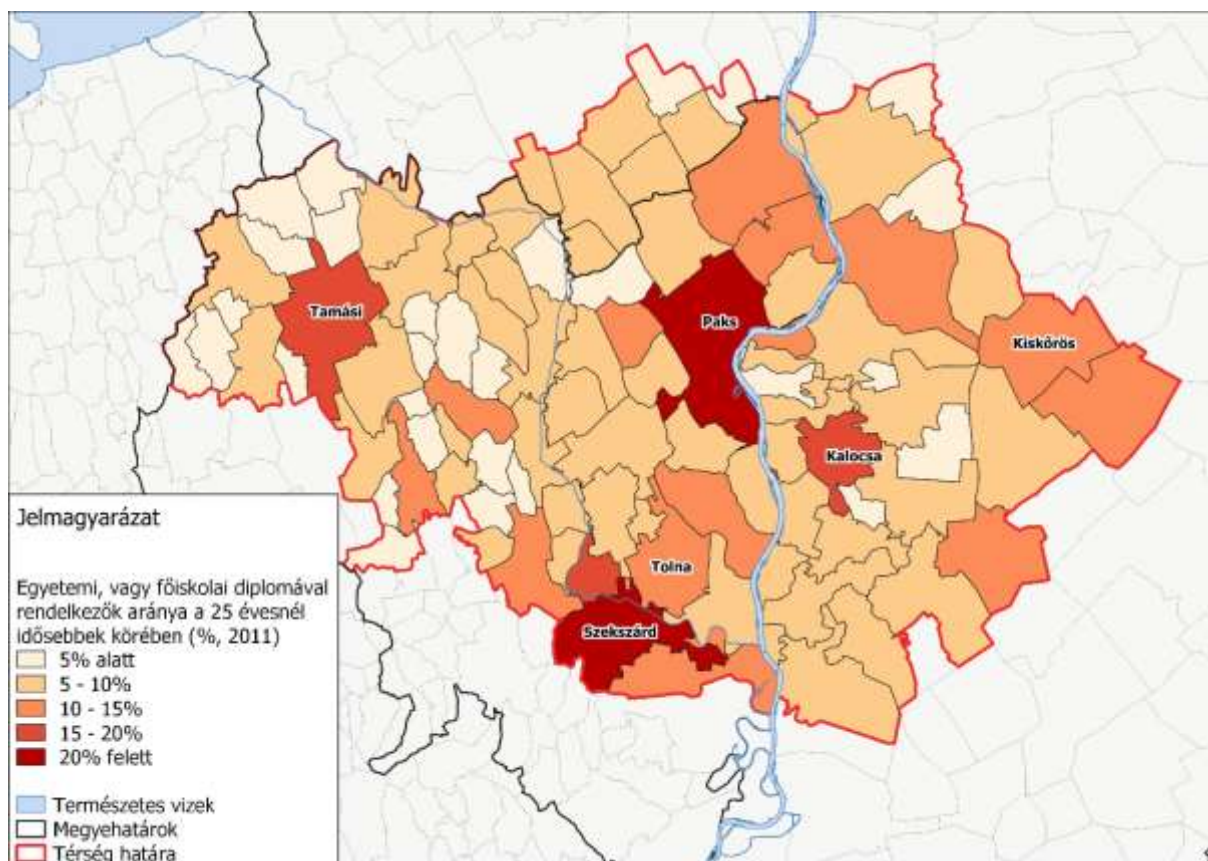 Tamási
Paks
Kiskőrös
Kalocsa
Tolna
Szekszárd
Jelmagyarázat
Egyetemi, vagy főiskolai diplomával
rendelkezők aránya a 25 évesnél
idősebbek körében (%, 2011)
5% alatt
5 - 10%
10 - 15%
15 - 20%
20% felett
Természetes vizek
Megyehatárok
Térség határa